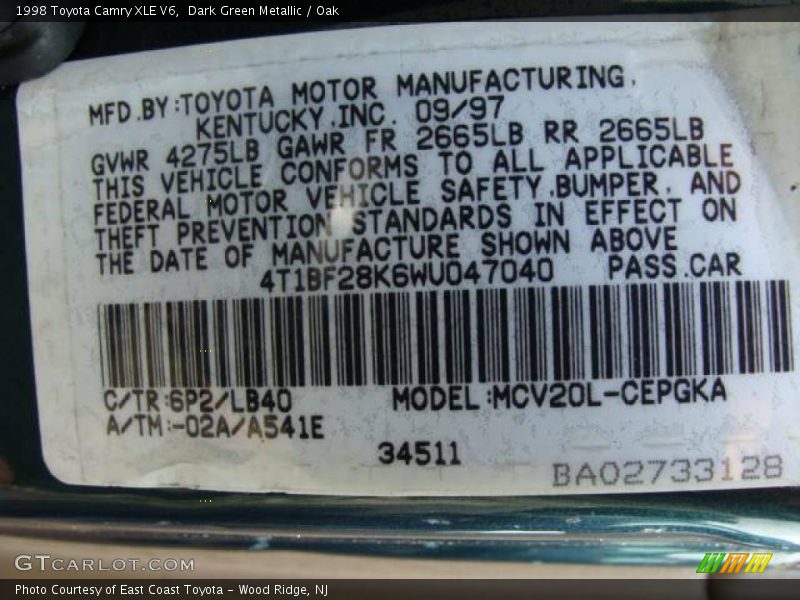 1998 Toyota Camry XLE V6,  Dark Green Metallic / Oak
MFD.BY:TOYOTA MOTOR MANUFACTURING,
KENTUCKY,INC. 09/97
GVWR 4275LB GAWR FR 2665LB RR 2665LB
THIS VEHICLE CONFORMS TO ALL APPLICABLE
FEDERAL MOTOR VEHICLE SAFETY,BUMPER, AND
THEFT PREVENTION STANDARDS IN EFFECT ON
THE DATE OF MANUFACTURE SHOWN ABOVE
4T1BF28K6WU047040 PASS.CAR
C/TR:6P2/LB40 MODEL:MCV20L-CEPGKA
A/TM:-02A/A541E
34511
BA02733128
GTCARLOT.COM
Photo Courtesy of East Coast Toyota - Wood Ridge, NJ